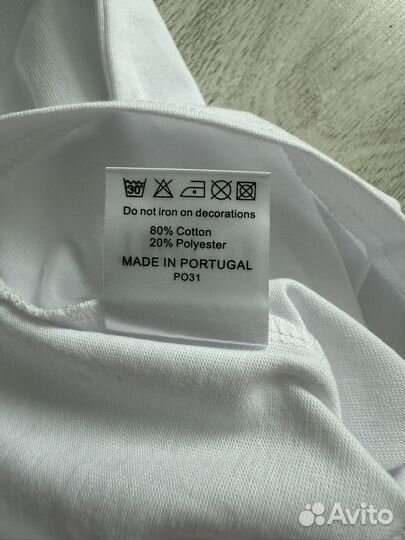 30
Do not iron on decorations
80% Cotton
20% Polyester
MADE IN PORTUGAL
PO31
Avito